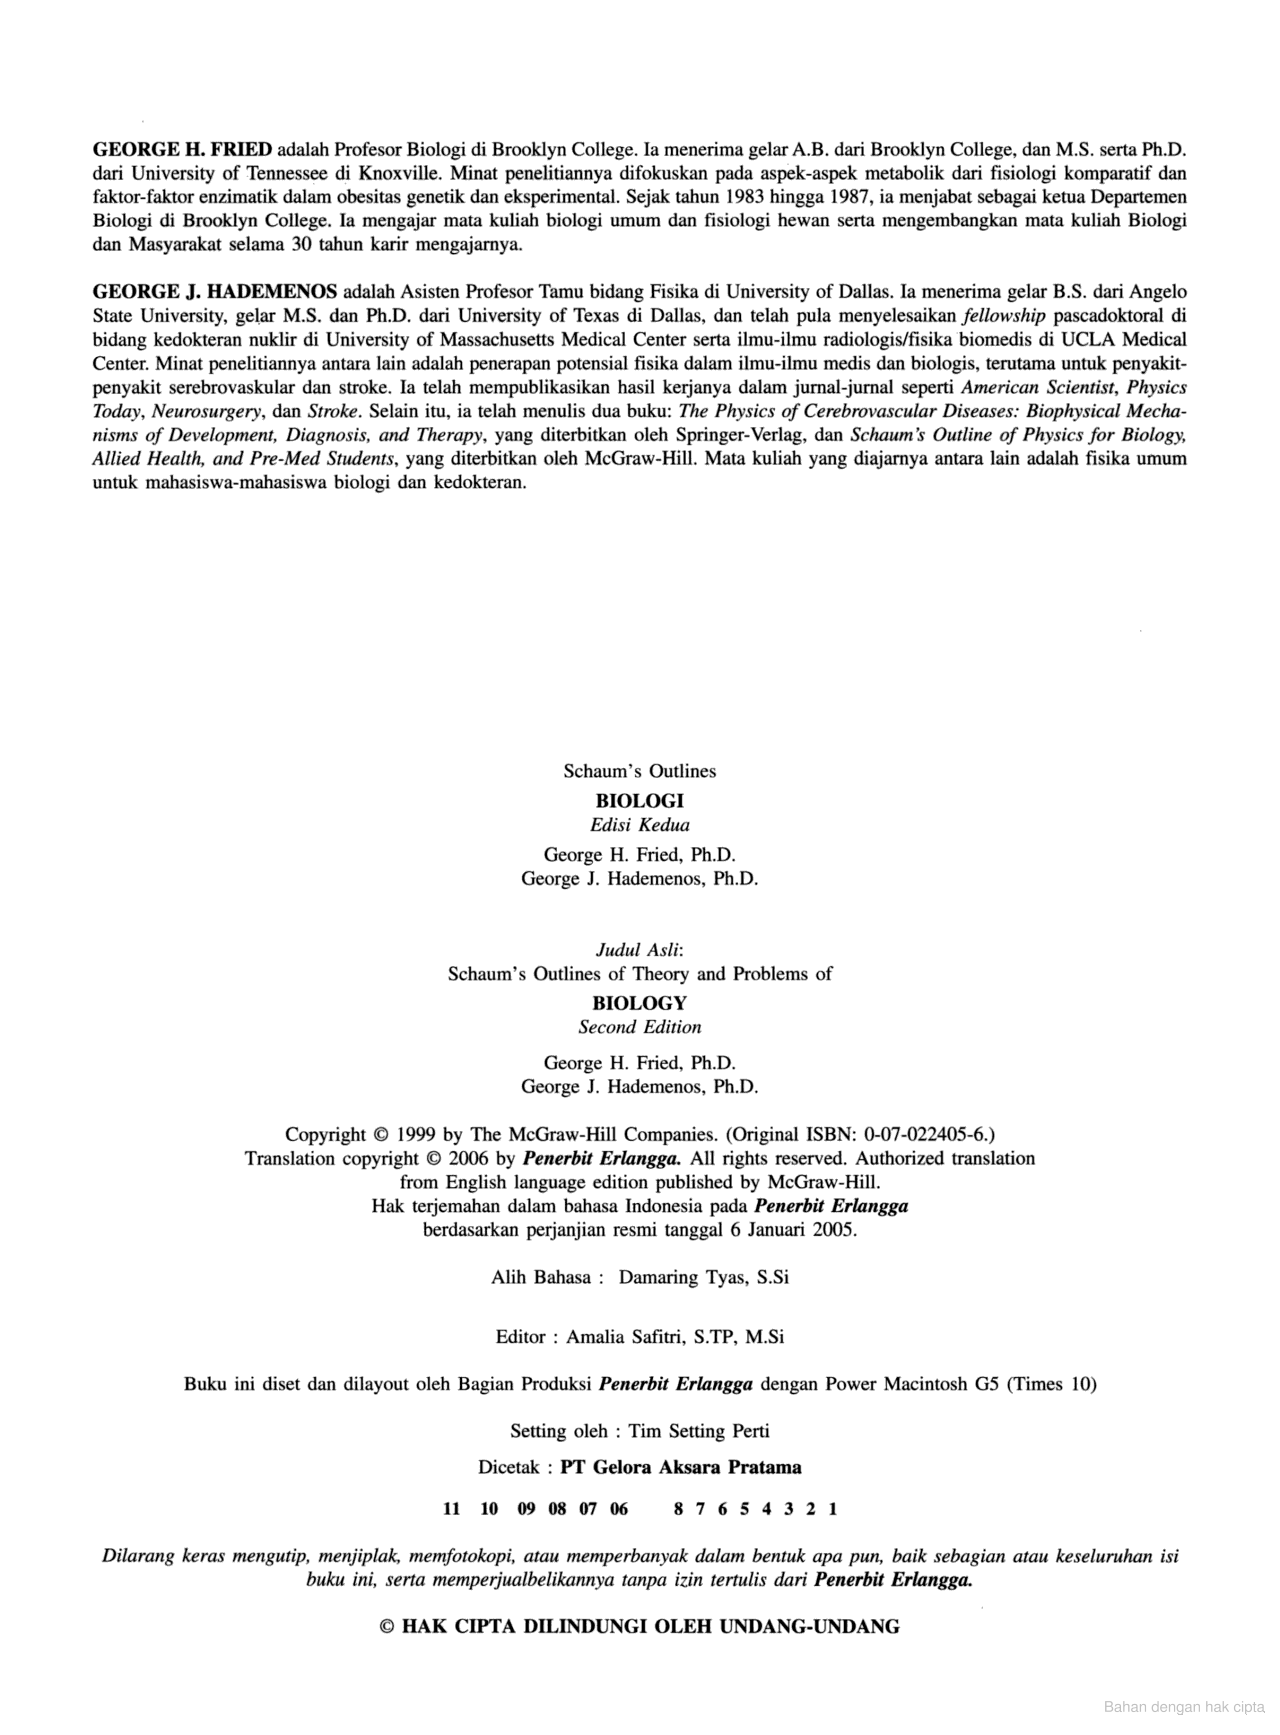 GEORGE H. FRIED adalah Profesor Biologi di Brooklyn College. Ia menerima gelar A.B. dari Brooklyn College, dan M.S. serta Ph.D.
dari University of Tennessee di Knoxville. Minat penelitiannya difokuskan pada aspek-aspek metabolik dari fisiologi komparatif dan
faktor-faktor enzimatik dalam obesitas genetik dan eksperimental. Sejak tahun 1983 hingga 1987, ia menjabat sebagai ketua Departemen
Biologi di Brooklyn College. Ia mengajar mata kuliah biologi umum dan fisiologi hewan serta mengembangkan mata kuliah Biologi
dan Masyarakat selama 30 tahun karir mengajarnya.
GEORGE J. HADEMENOS adalah Asisten Profesor Tamu bidang Fisika di University of Dallas. Ia menerima gelar B.S. dari Angelo
State University, gelar M.S. dan Ph.D. dari University of Texas di Dallas, dan telah pula menyelesaikan fellowship pascadoktoral di
bidang kedokteran nuklir di University of Massachusetts Medical Center serta ilmu-ilmu radiologis/fisika biomedis di UCLA Medical
Center. Minat penelitiannya antara lain adalah penerapan potensial fisika dalam ilmu-ilmu medis dan biologis, terutama untuk penyakit-
penyakit serebrovaskular dan stroke. Ia telah mempublikasikan hasil kerjanya dalam jurnal-jurnal seperti American Scientist, Physics
Today, Neurosurgery, dan Stroke. Selain itu, ia telah menulis dua buku: The Physics of Cerebrovascular Diseases: Biophysical Mecha-
nisms of Development, Diagnosis, and Therapy, yang diterbitkan oleh Springer-Verlag, dan Schaum's Outline of Physics for Biology,
Allied Health, and Pre-Med Students, yang diterbitkan oleh McGraw-Hill. Mata kuliah yang diajarnya antara lain adalah fisika umum
untuk mahasiswa-mahasiswa biologi dan kedokteran.
Schaum's Outlines
BIOLOGI
Edisi Kedua
George H. Fried, Ph.D.
George J. Hademenos, Ph.D.
Judul Asli:
Schaum's Outlines of Theory and Problems of
BIOLOGY
Second Edition
George H. Fried, Ph.D.
George J. Hademenos, Ph.D.
Copyright © 1999 by The McGraw-Hill Companies. (Original ISBN: 0-07-022405-6.)
Translation copyright © 2006 by Penerbit Erlangga. All rights reserved. Authorized translation
from English language edition published by McGraw-Hill.
Hak terjemahan dalam bahasa Indonesia pada Penerbit Erlangga
berdasarkan perjanjian resmi tanggal 6 Januari 2005.
Alih Bahasa : Damaring Tyas, S.Si
Editor : Amalia Safitri, S.TP, M.Si
Buku ini diset dan dilayout oleh Bagian Produksi Penerbit Erlangga dengan Power Macintosh G5 (Times 10)
Setting oleh : Tim Setting Perti
Dicetak : PT Gelora Aksara Pratama
11 10 09 08 07 06 8 7 6 5 4 3 2 1
Dilarang keras mengutip, menjiplak, memfotokopi, atau memperbanyak dalam bentuk apa pun, baik sebagian atau keseluruhan isi
buku ini, serta memperjualbelikannya tanpa izin tertulis dari Penerbit Erlangga.
© HAK CIPTA DILINDUNGI OLEH UNDANG-UNDANG
Bahan dengan hak cipta